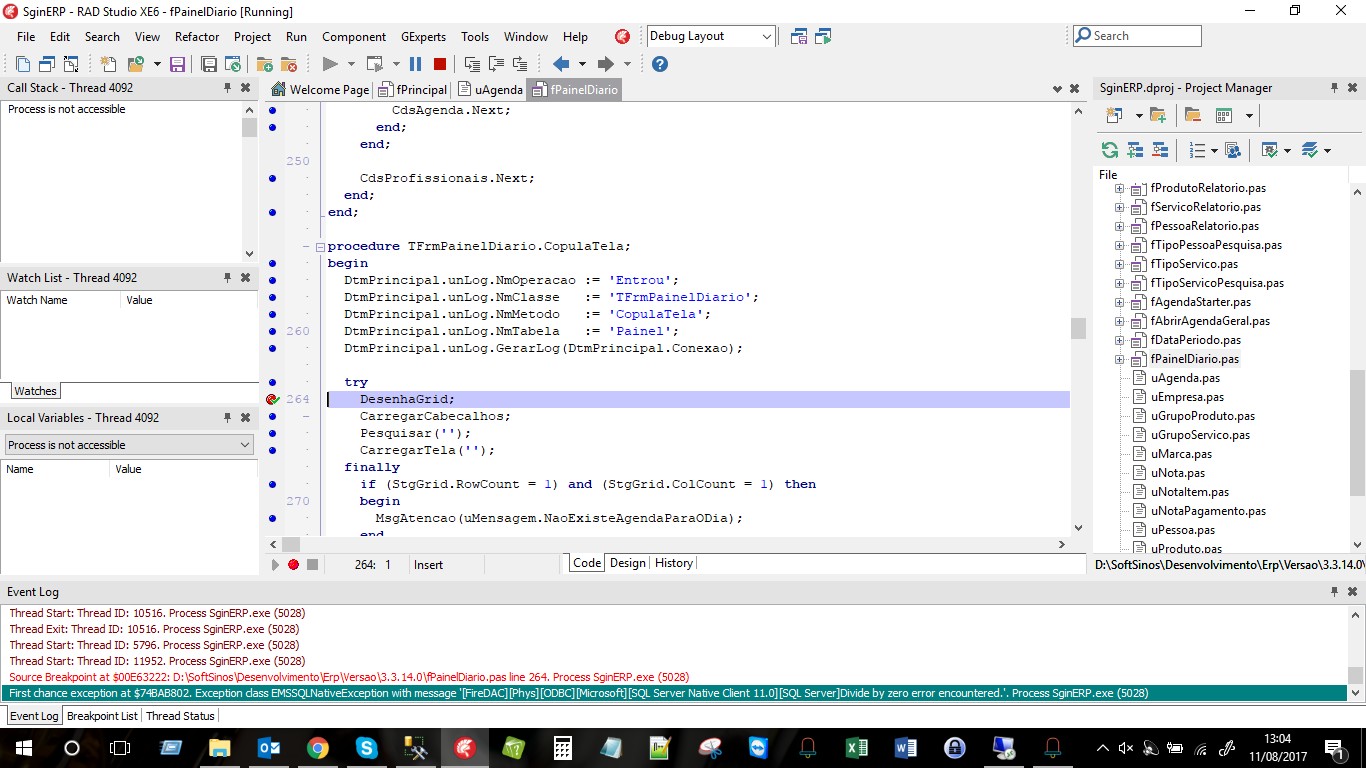 SginERP - RAD Studio XE6 - fPainelDiario [Running]
File Edit Search View Refactor Project Run Component GExperts Tools Window Help
Debug Layout
Search
Call Stack - Thread 4092
Process is not accessible
Watch List - Thread 4092
Watch Name Value
Watches
Local Variables - Thread 4092
Process is not accessible
Name Value
Welcome Page fPrincipal uAgenda fPainelDiario
CdsAgenda.Next;
end;
end;
250
CdsProfissionais.Next;
end;
end;
procedure TFrmPainelDiario.CopulaTela;
begin
DtmPrincipal.unLog.NmOperacao := 'Entrou';
DtmPrincipal.unLog.NmClasse := 'TFrmPainelDiario';
DtmPrincipal.unLog.NmMetodo := 'CopulaTela';
260 DtmPrincipal.unLog.NmTabela := 'Painel';
DtmPrincipal.unLog.GerarLog(DtmPrincipal.Conexao);
try
264 DesenhaGrid;
CarregarCabecalhos;
Pesquisar('');
CarregarTela('');
finally
if (StgGrid.RowCount = 1) and (StgGrid.ColCount = 1) then
270 begin
MsgAtencao(uMensagem.NaoExisteAgendaParaODia);
end
264: 1 Insert
Code Design History
SginERP.dproj - Project Manager
File
fProdutoRelatorio.pas
fServicoRelatorio.pas
fPessoaRelatorio.pas
fTipoPessoaPesquisa.pas
fTipoServico.pas
fTipoServicoPesquisa.pas
fAgendaStarter.pas
fAbrirAgendaGeral.pas
fDataPeriodo.pas
fPainelDiario.pas
uAgenda.pas
uEmpresa.pas
uGrupoProduto.pas
uGrupoServico.pas
uMarca.pas
uNota.pas
uNotaItem.pas
uNotaPagamento.pas
uPessoa.pas
uProduto.pas
D:\SoftSinos\Desenvolvimento\Erp\Versao\3.3.14.0\
Event Log
Thread Start: Thread ID: 10516. Process SginERP.exe (5028)
Thread Exit: Thread ID: 10516. Process SginERP.exe (5028)
Thread Start: Thread ID: 5796. Process SginERP.exe (5028)
Thread Start: Thread ID: 11952. Process SginERP.exe (5028)
Source Breakpoint at $00E63222: D:\SoftSinos\Desenvolvimento\Erp\Versao\3.3.14.0\fPainelDiario.pas line 264. Process SginERP.exe (5028)
First chance exception at $74BAB802. Exception class EMSSQLNativeException with message '[FireDAC][Phys][ODBC][Microsoft][SQL Server Native Client 11.0][SQL Server]Divide by zero error encountered.'. Process SginERP.exe (5028)
Event Log Breakpoint List Thread Status
13:04
11/08/2017
1